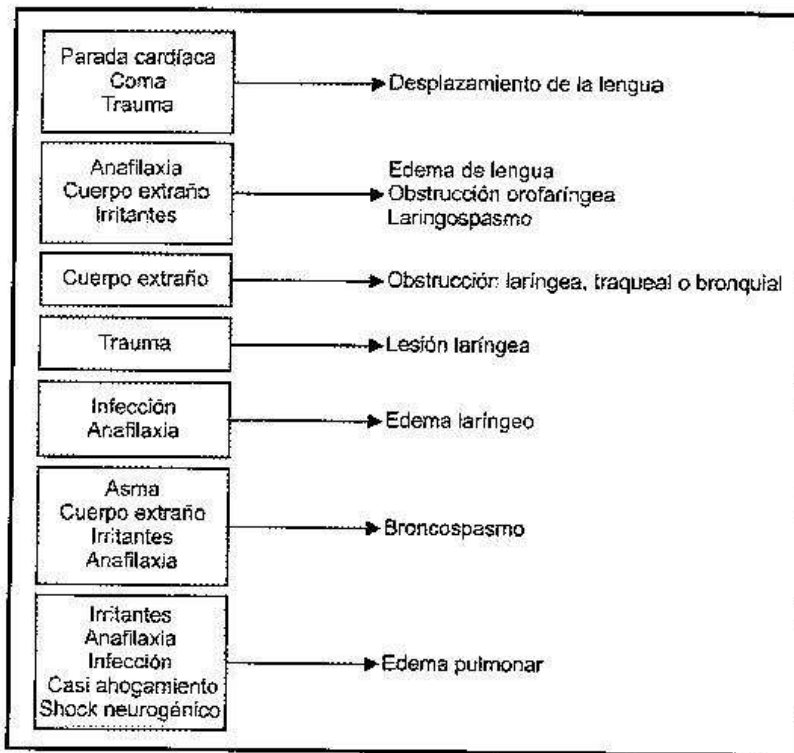 Parada cardíaca
Coma
Trauma
Desplazamiento de la lengua
Anafilaxia
Cuerpo extraño
Irritantes
Edema de lengua
Obstrucción orofaríngea
Laringospasmo
Cuerpo extraño
Obstrucción laríngea, traqueal o bronquial
Trauma
Lesión laríngea
Infección
Anafilaxia
Edema laríngeo
Asma
Cuerpo extraño
Irritantes
Anafilaxia
Broncospasmo
Irritantes
Anafilaxia
Infección
Casi ahogamiento
Shock neurogénico
Edema pulmonar